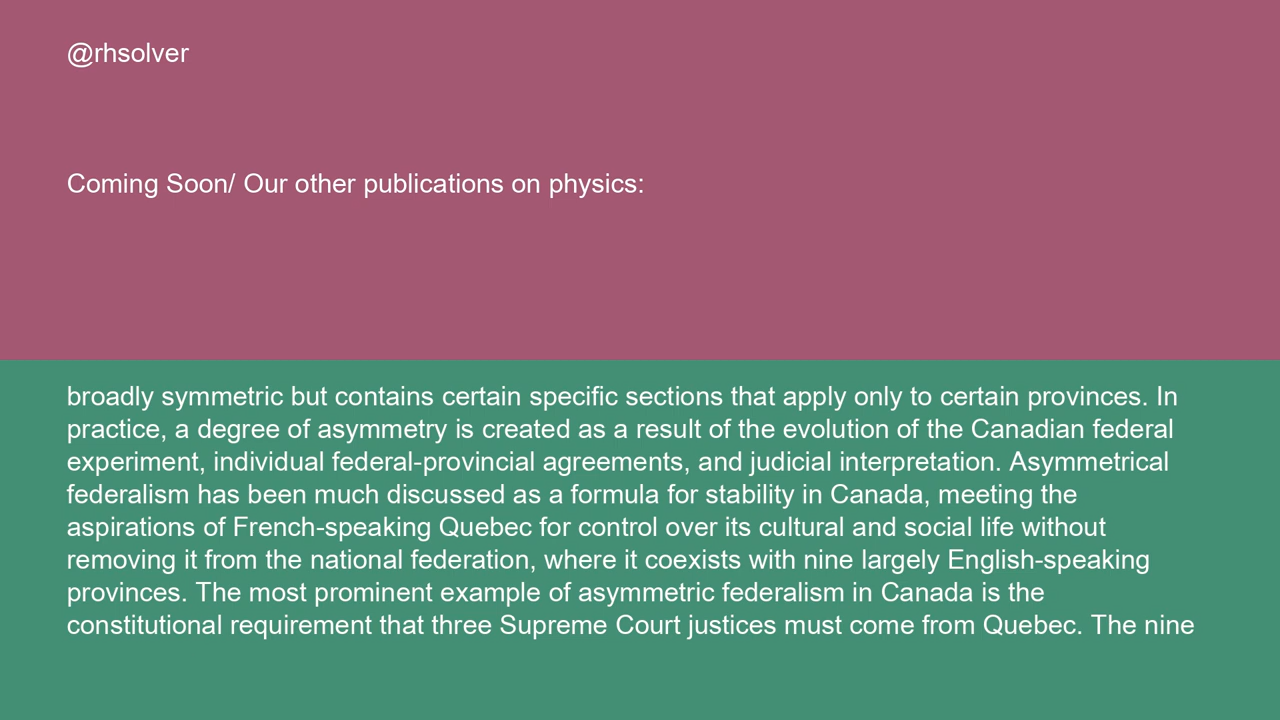 @rhsolver
Coming Soon/ Our other publications on physics:
broadly symmetric but contains certain specific sections that apply only to certain provinces. In
practice, a degree of asymmetry is created as a result of the evolution of the Canadian federal
experiment, individual federal-provincial agreements, and judicial interpretation. Asymmetrical
federalism has been much discussed as a formula for stability in Canada, meeting the
aspirations of French-speaking Quebec for control over its cultural and social life without
removing it from the national federation, where it coexists with nine largely English-speaking
provinces. The most prominent example of asymmetric federalism in Canada is the
constitutional requirement that three Supreme Court justices must come from Quebec. The nine